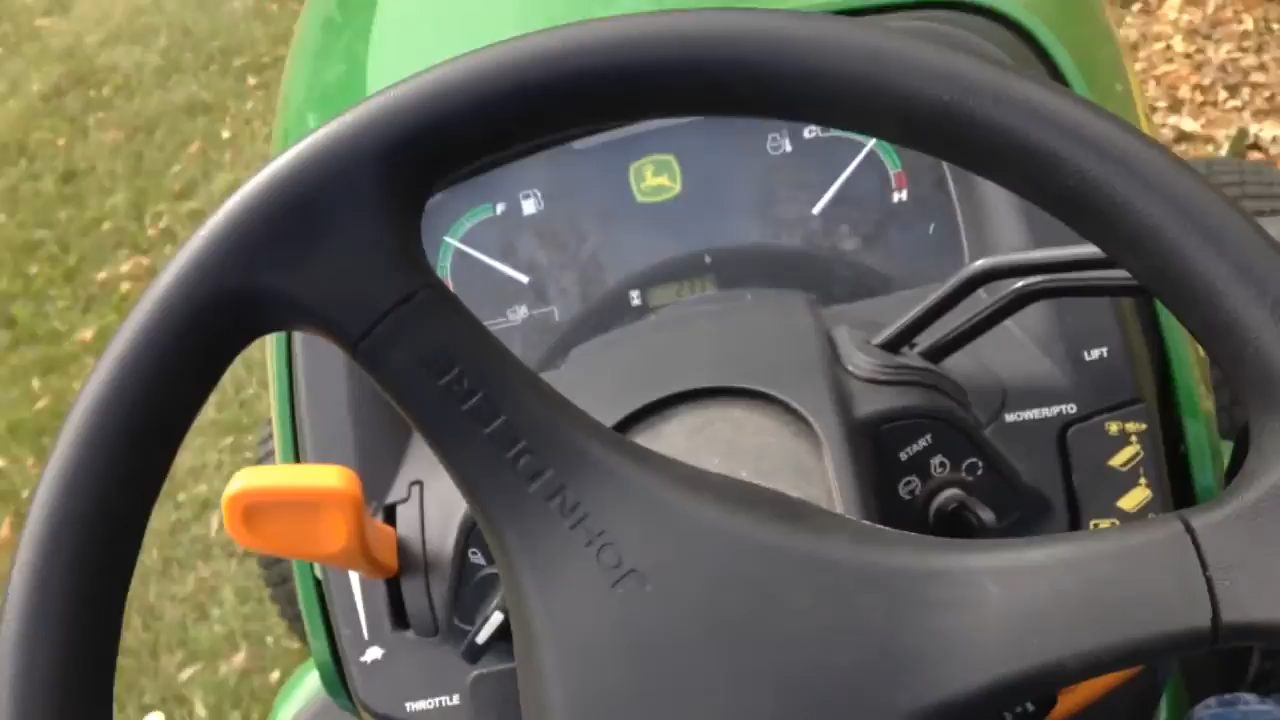 C
F
H
LIFT
MOWER/PTO
START
JOHN DEERE
THROTTLE